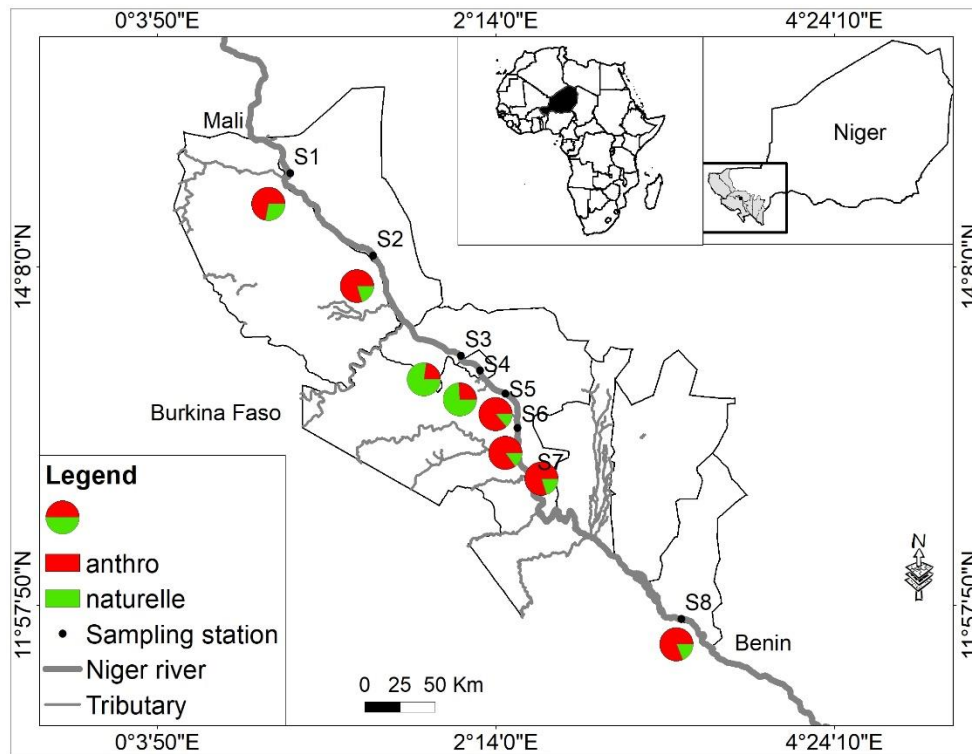 0°3'50"E 2°14'0"E 4°24'10"E
14°8'0"N
11°57'50"N
Mali
Niger
S1
S2
S3
S4
S5
S6
S7
S8
Burkina Faso
Benin
N
Legend
anthro
naturelle
Sampling station
Niger river
Tributary
0 25 50 Km
14°8'0"N
11°57'50"N
0°3'50"E 2°14'0"E 4°24'10"E